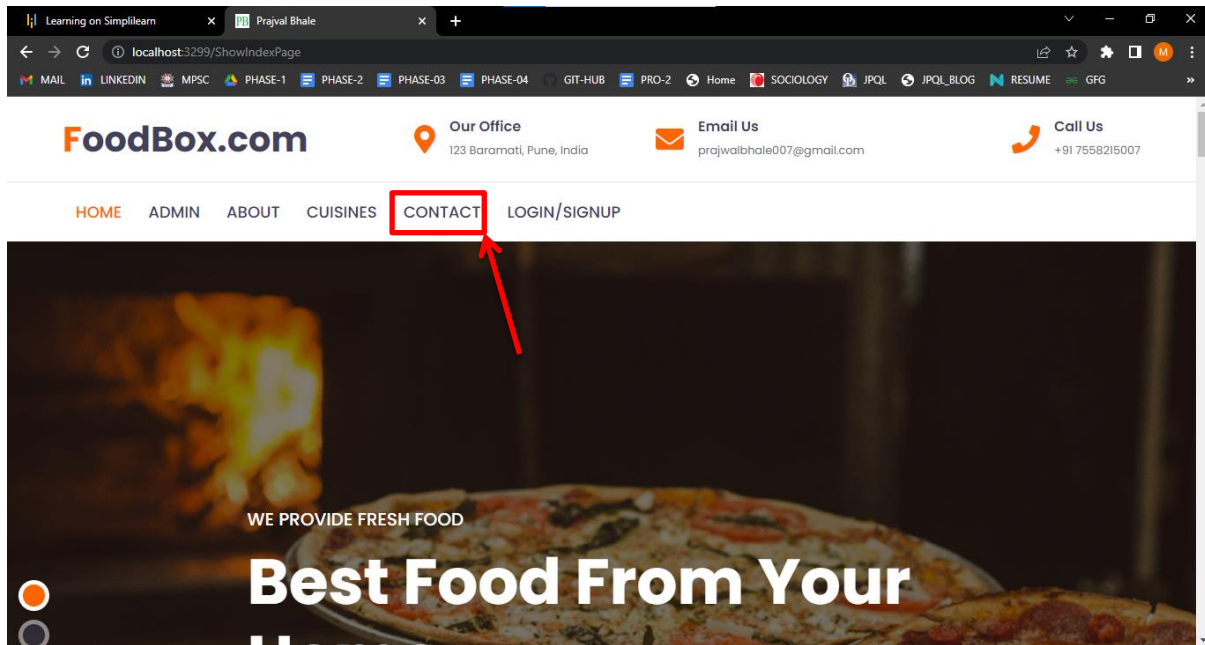 Learning on Simplilearn
PB Prajval Bhale
localhost:3299/ShowIndexPage
M
MAIL LINKEDIN MPSC PHASE-1 PHASE-2 PHASE-03 PHASE-04 GIT-HUB PRO-2 Home SOCIOLOGY JPQL JPQL_BLOG RESUME GFG »
FoodBox.com
Our Office
123 Baramati, Pune, India
Email Us
prajwalbhale007@gmail.com
Call Us
+91 7558215007
HOME ADMIN ABOUT CUISINES CONTACT LOGIN/SIGNUP
WE PROVIDE FRESH FOOD
Best Food From Your